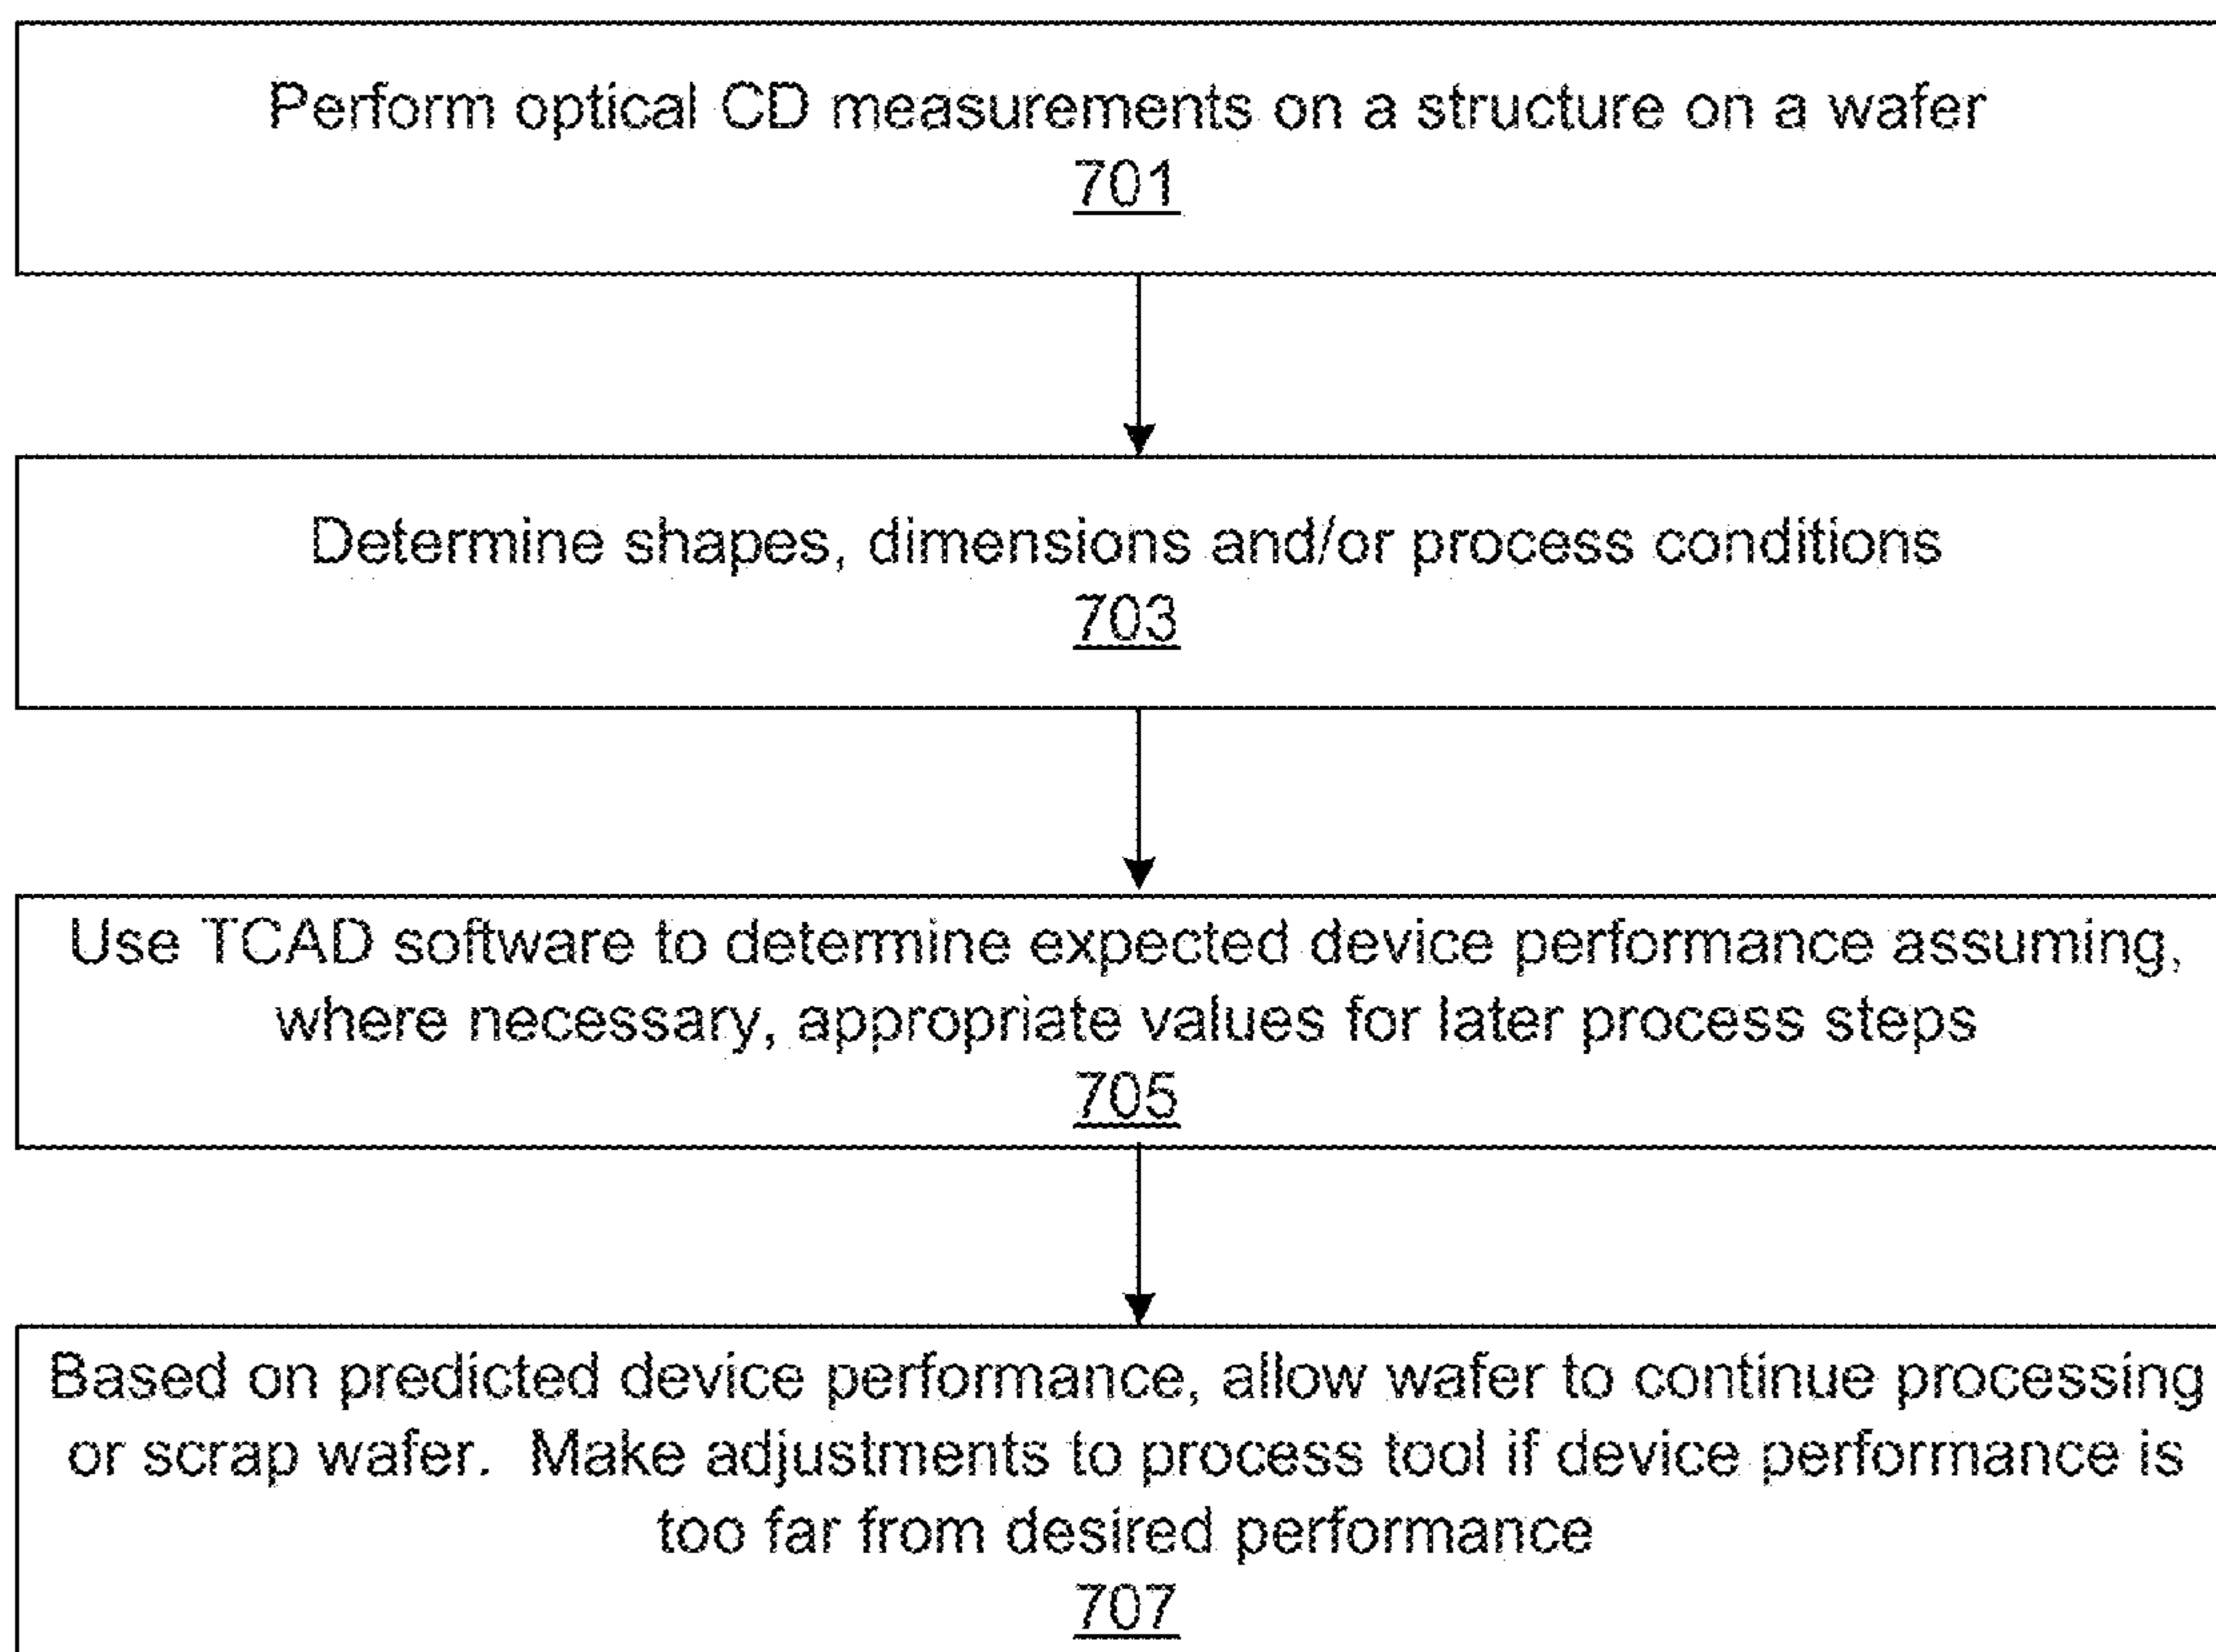 Perform optical CD measurements on a structure on a wafer
701
Determine shapes, dimensions and/or process conditions
703
Use TCAD software to determine expected device performance assuming,
where necessary, appropriate values for later process steps
705
Based on predicted device performance, allow wafer to continue processing
or scrap wafer.  Make adjustments to process tool if device performance is
too far from desired performance
707